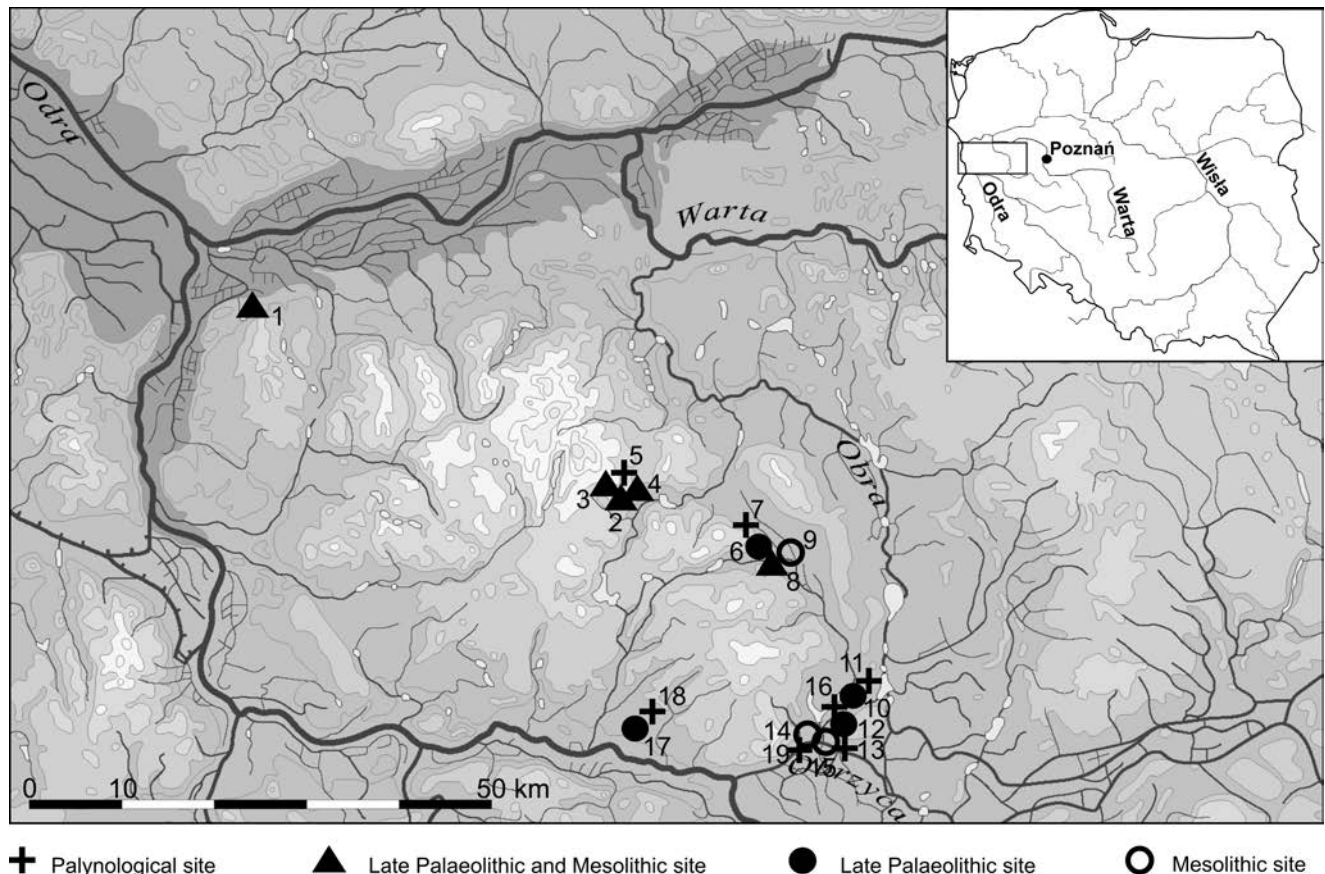 Odra
Warta
Obra
Obrzyca
Poznań
Odra
Warta
Wisła
1
5
3
4
2
7
6
9
8
11
16
10
14
12
18
17
19
15
13
0
10
50 km
Palynological site
Late Palaeolithic and Mesolithic site
Late Palaeolithic site
Mesolithic site